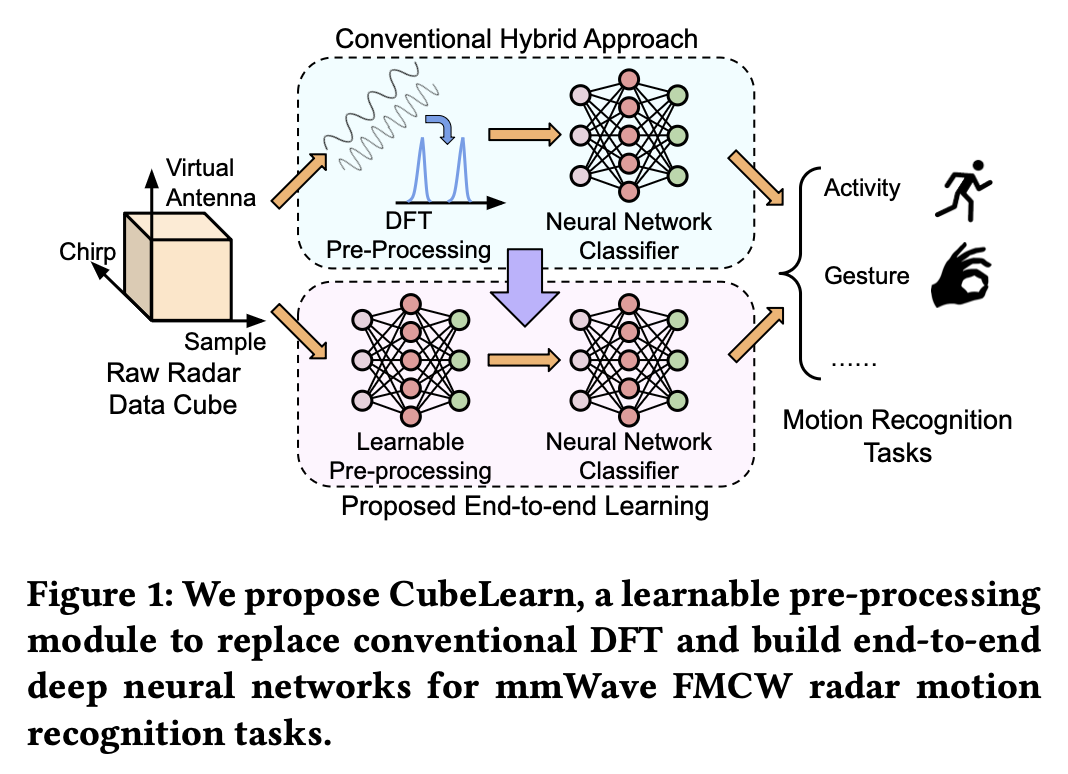 Conventional Hybrid Approach
Virtual
Antenna
Chirp
Sample
Raw Radar
Data Cube
DFT
Pre-Processing
Neural Network
Classifier
Learnable
Pre-processing
Neural Network
Classifier
Proposed End-to-end Learning
Activity
Gesture
......
Motion Recognition
Tasks
Figure 1: We propose CubeLearn, a learnable pre-processing
module to replace conventional DFT and build end-to-end
deep neural networks for mmWave FMCW radar motion
recognition tasks.